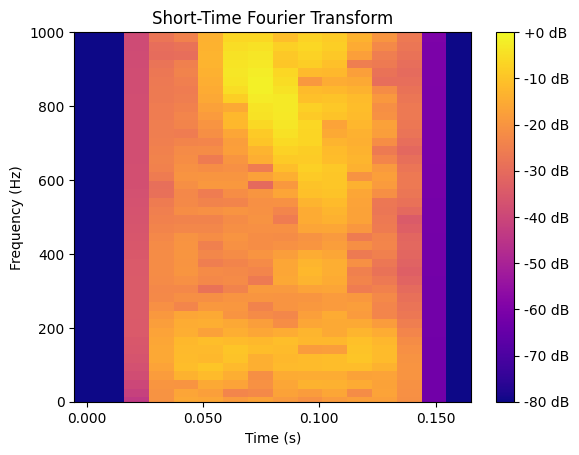 Short-Time Fourier Transform
1000
800
600
400
200
0
Frequency (Hz)
0.000
0.050
0.100
0.150
Time (s)
+0 dB
-10 dB
-20 dB
-30 dB
-40 dB
-50 dB
-60 dB
-70 dB
-80 dB